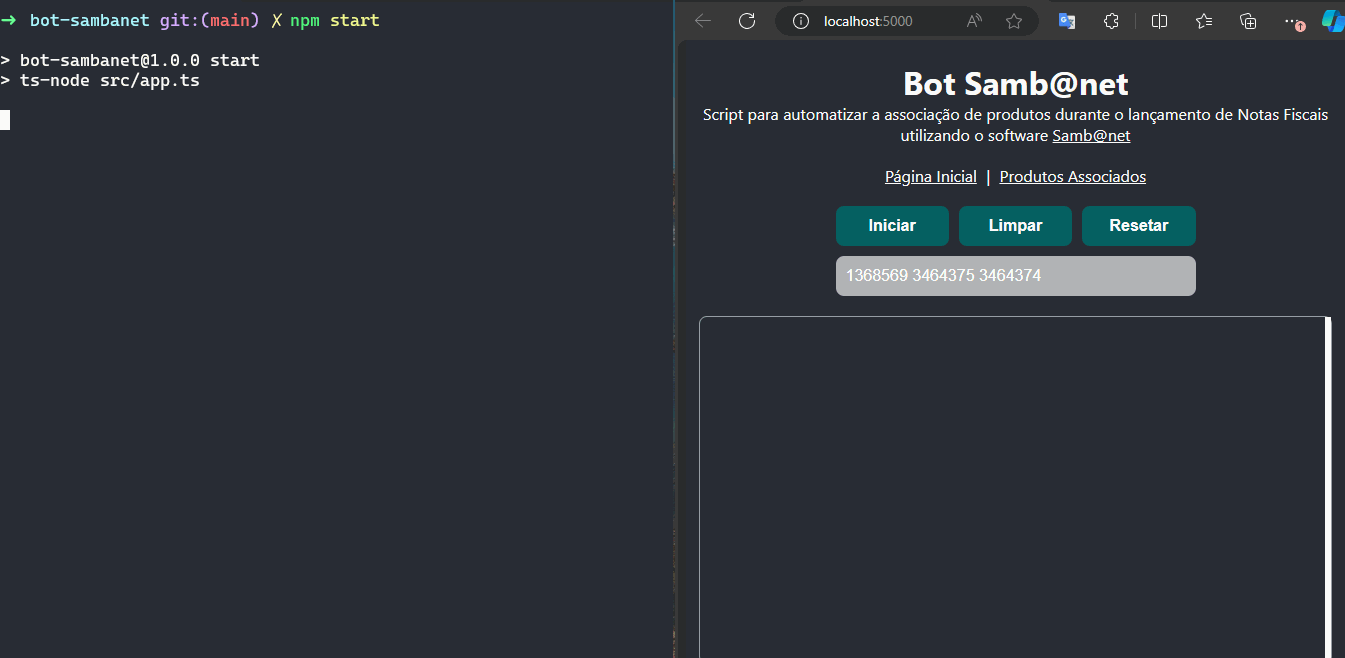 ➜ bot-sambanet git:(main) ✗ npm start
> bot-sambanet@1.0.0 start
> ts-node src/app.ts
localhost:5000
Bot Samb@net
Script para automatizar a associação de produtos durante o lançamento de Notas Fiscais
utilizando o software Samb@net
Página Inicial | Produtos Associados
Iniciar Limpar Resetar
1368569 3464375 3464374